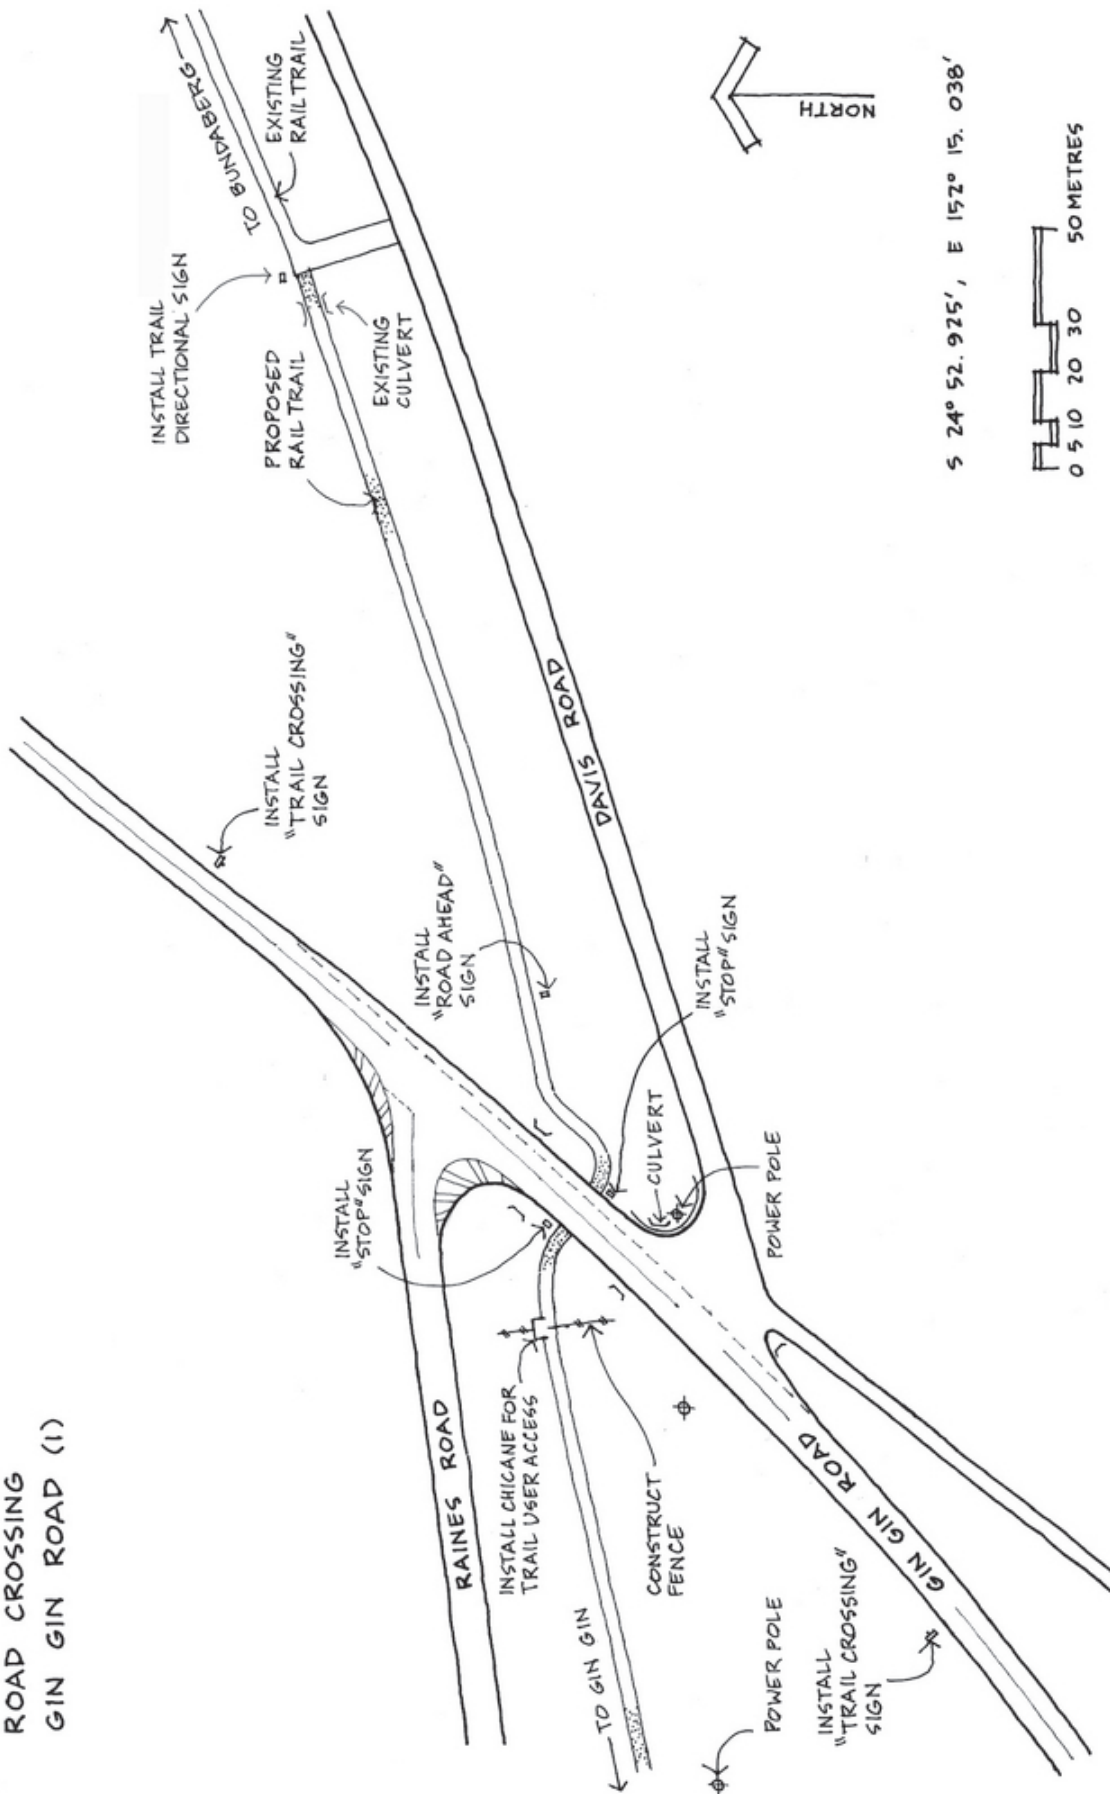 ROAD CROSSING
GIN GIN ROAD (1)
TO BUNDABERG
EXISTING
RAIL TRAIL
INSTALL TRAIL
DIRECTIONAL SIGN
PROPOSED
RAIL TRAIL
EXISTING
CULVERT
INSTALL
"TRAIL CROSSING"
SIGN
INSTALL
"ROAD AHEAD"
SIGN
DAVIS ROAD
INSTALL
"STOP" SIGN
INSTALL
"STOP" SIGN
CULVERT
POWER POLE
RAINES ROAD
INSTALL CHICANE FOR
TRAIL USER ACCESS
CONSTRUCT
FENCE
TO GIN GIN
GIN GIN ROAD
POWER POLE
INSTALL
"TRAIL CROSSING"
SIGN
NORTH
S 24° 52. 925', E 152° 15. 038'
0 5 10 20 30 50 METRES